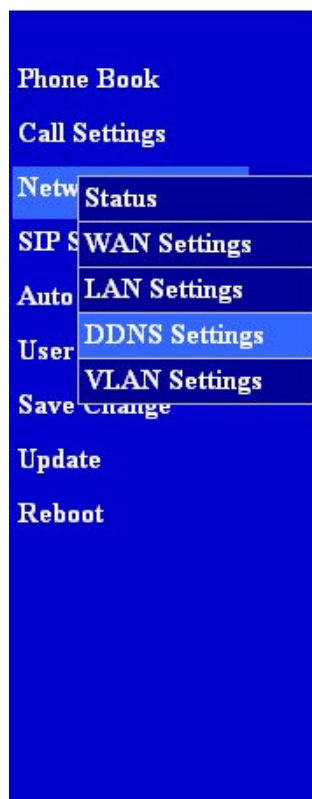 Phone Book
Call Settings
Netw
Status
SIP S
WAN Settings
Auto
LAN Settings
User
DDNS Settings
VLAN Settings
Save Change
Update
Reboot